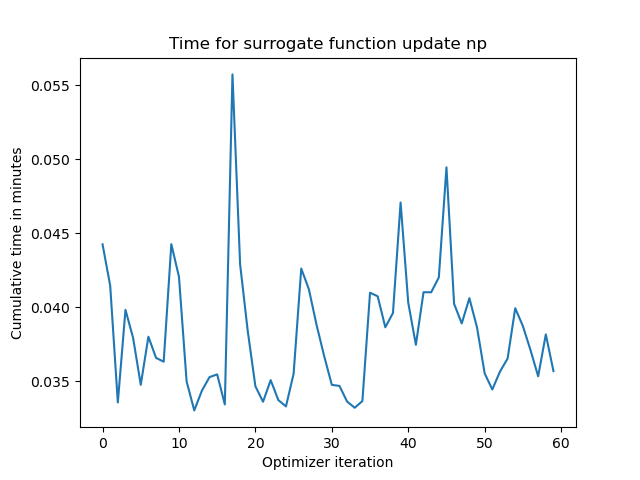 Time for surrogate function update np
Cumulative time in minutes
0.055
0.050
0.045
0.040
0.035
0 10 20 30 40 50 60
Optimizer iteration